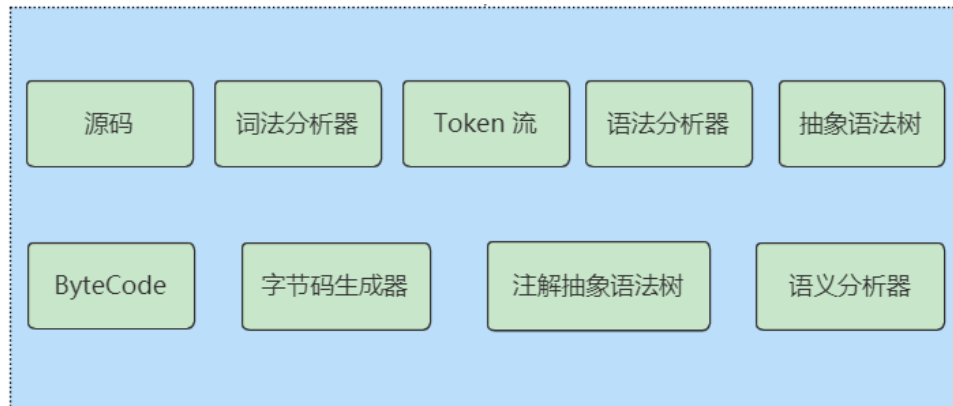 源码
词法分析器
Token 流
语法分析器
抽象语法树
ByteCode
字节码生成器
注解抽象语法树
语义分析器